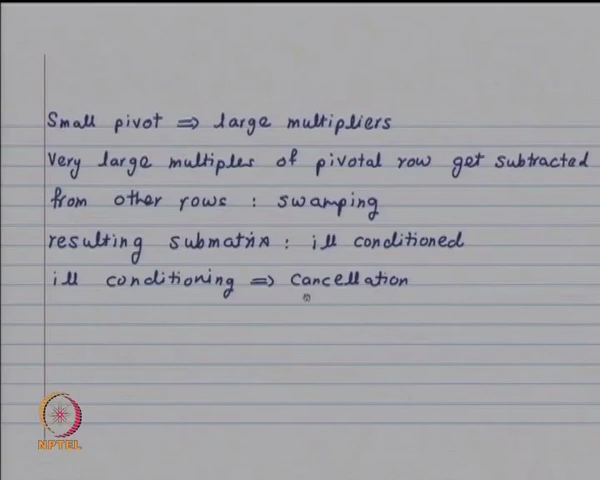 Small pivot ⇒ large multipliers
Very large multiples of pivotal row get subtracted
from other rows : swamping
resulting submatrix : ill conditioned
ill conditioning ⇒ cancellation
NPTEL